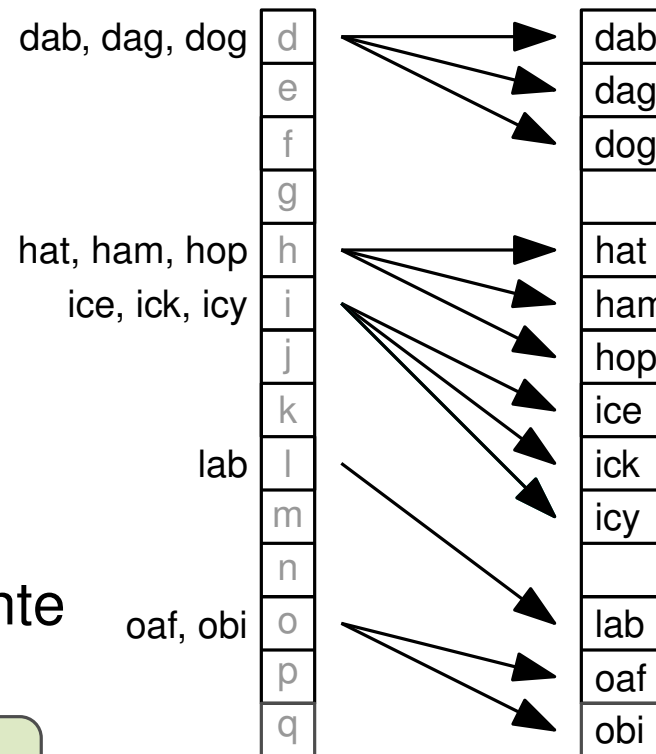 dab, dag, dog d dab
e dag
f dog
g
hat, ham, hop h hat
ice, ick, icy i ham
j hop
k ice
lab l ick
m icy
n
nte oaf, obi o lab
p oaf
q obi